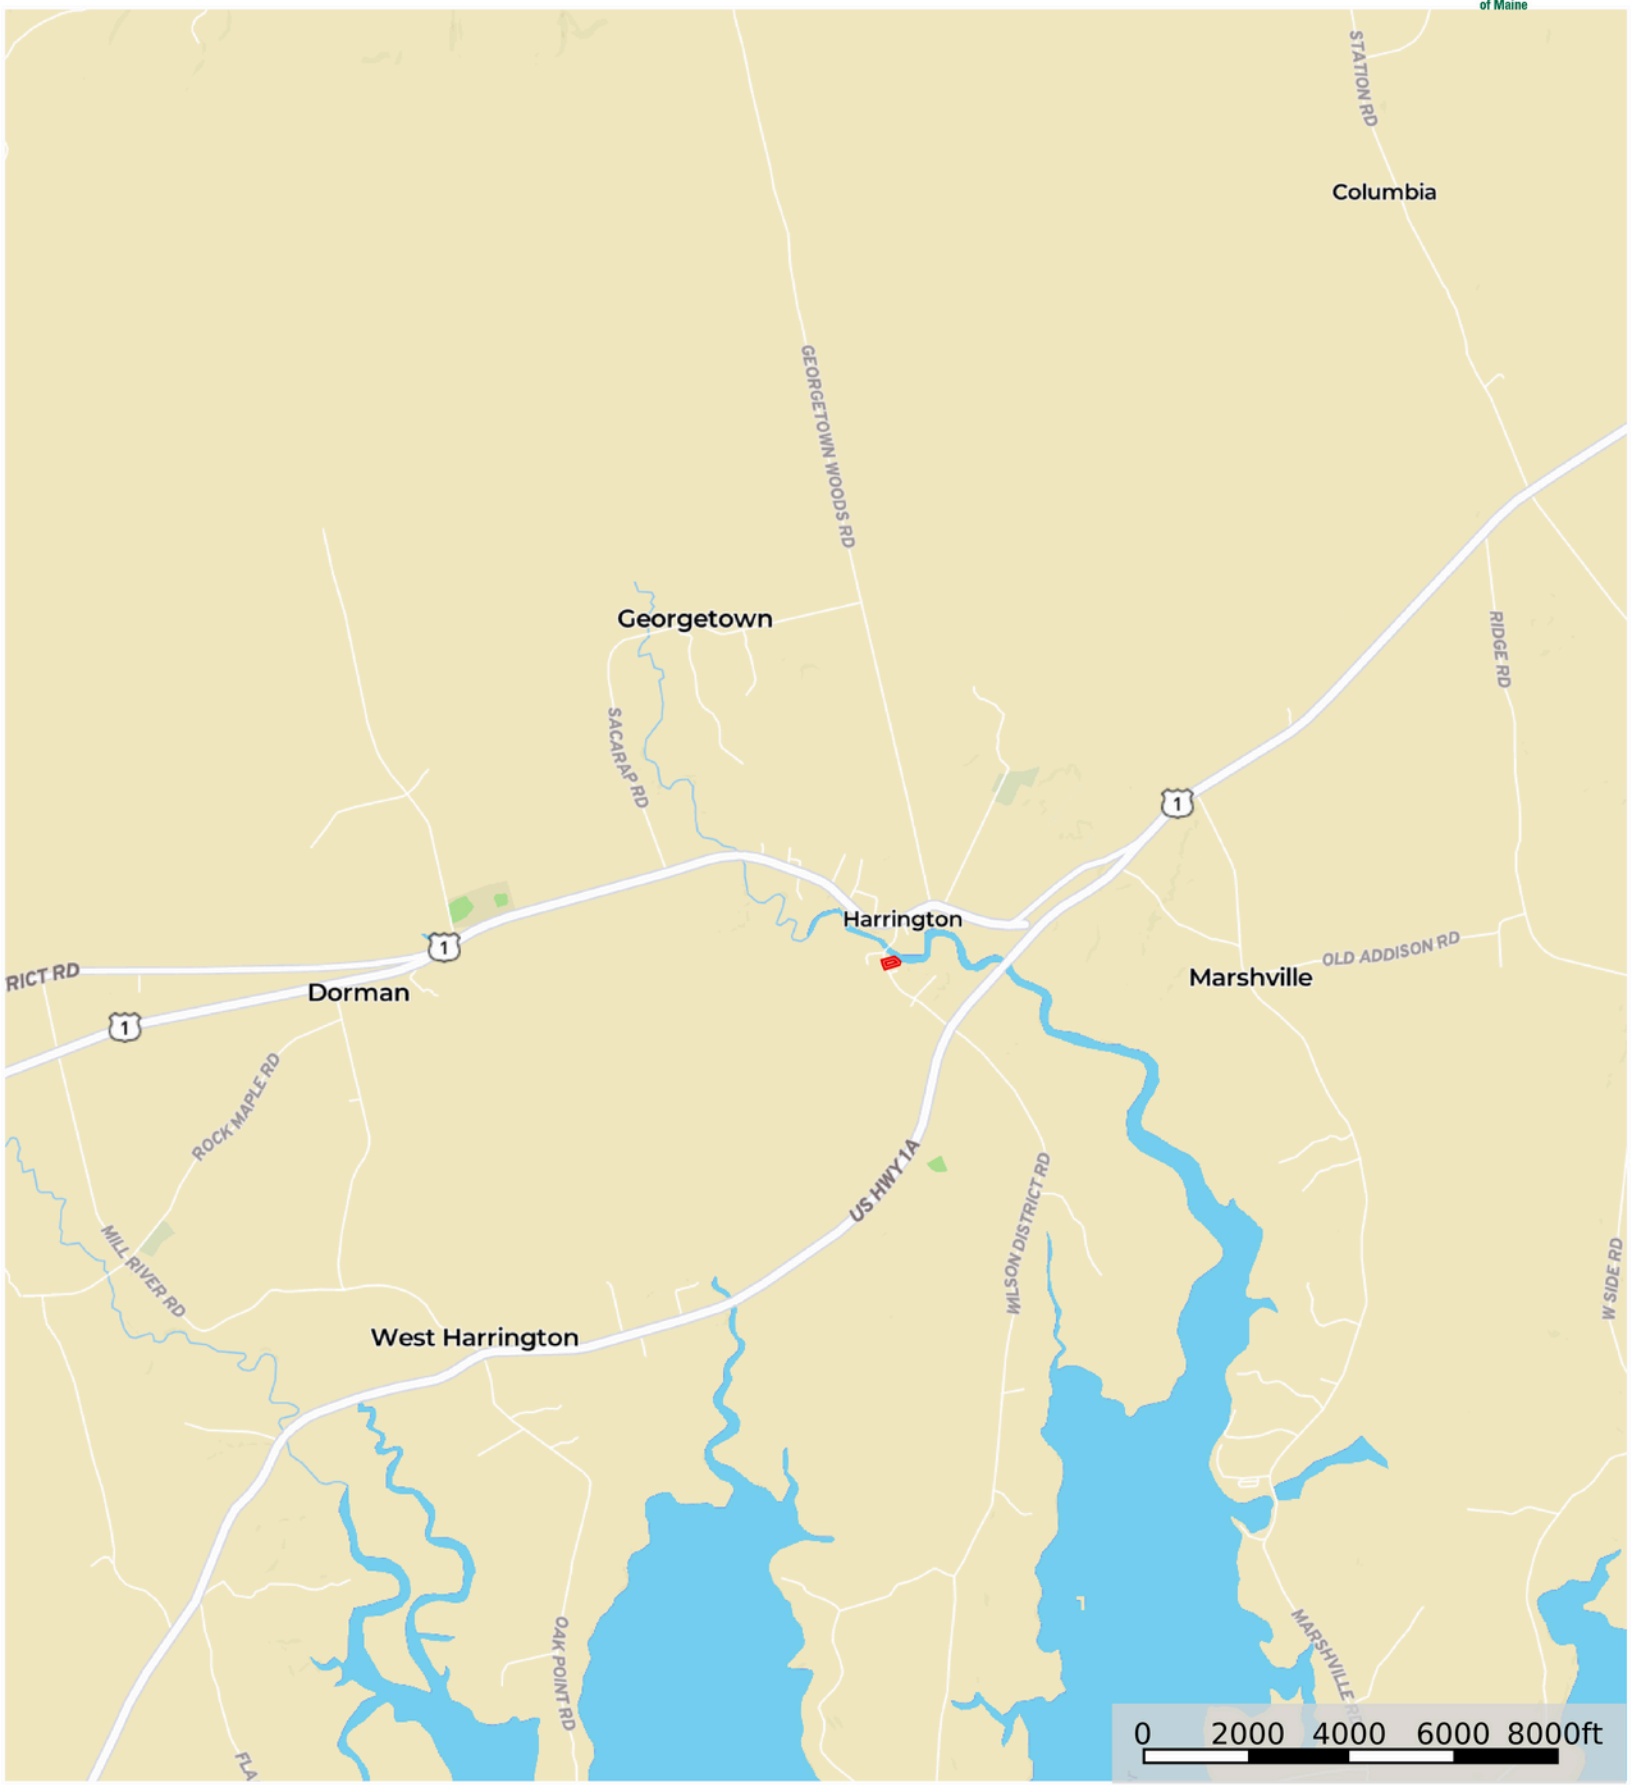 of Maine
STATION RD
Columbia
GEORGETOWN WOODS RD
Georgetown
RIDGE RD
SACARAP RD
1
Harrington
OLD ADDISON RD
1
RICT RD
Marshville
Dorman
1
ROCK MAPLE RD
US HWY 1A
WILSON DISTRICT RD
MILL RIVER RD
W SIDE RD
West Harrington
OAK POINT RD
MARSHVILLE RD
FLA
0 2000 4000 6000 8000ft